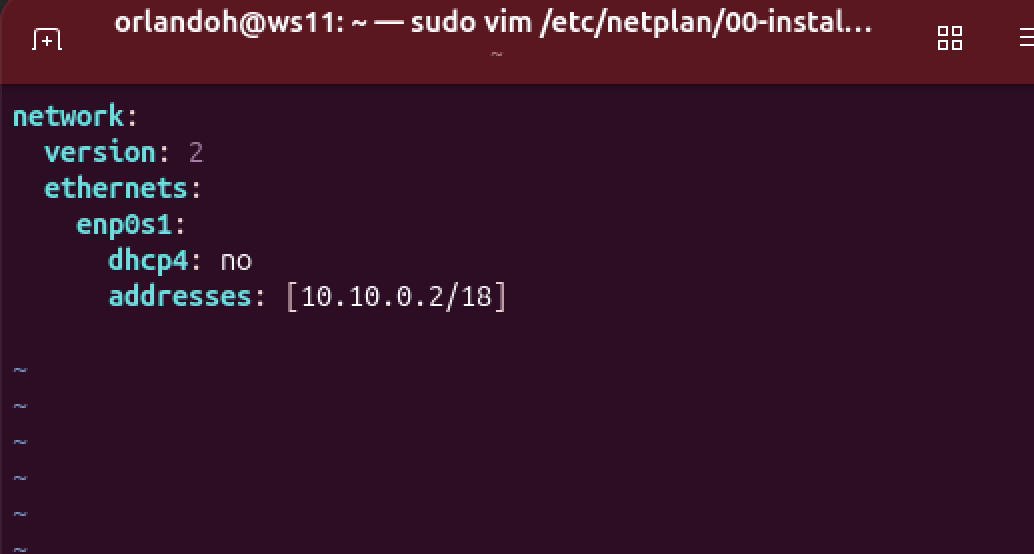 orlandoh@ws11: ~ — sudo vim /etc/netplan/00-instal…
~
network:
  version: 2
  ethernets:
    enp0s1:
      dhcp4: no
      addresses: [10.10.0.2/18]
~
~
~
~
~
~